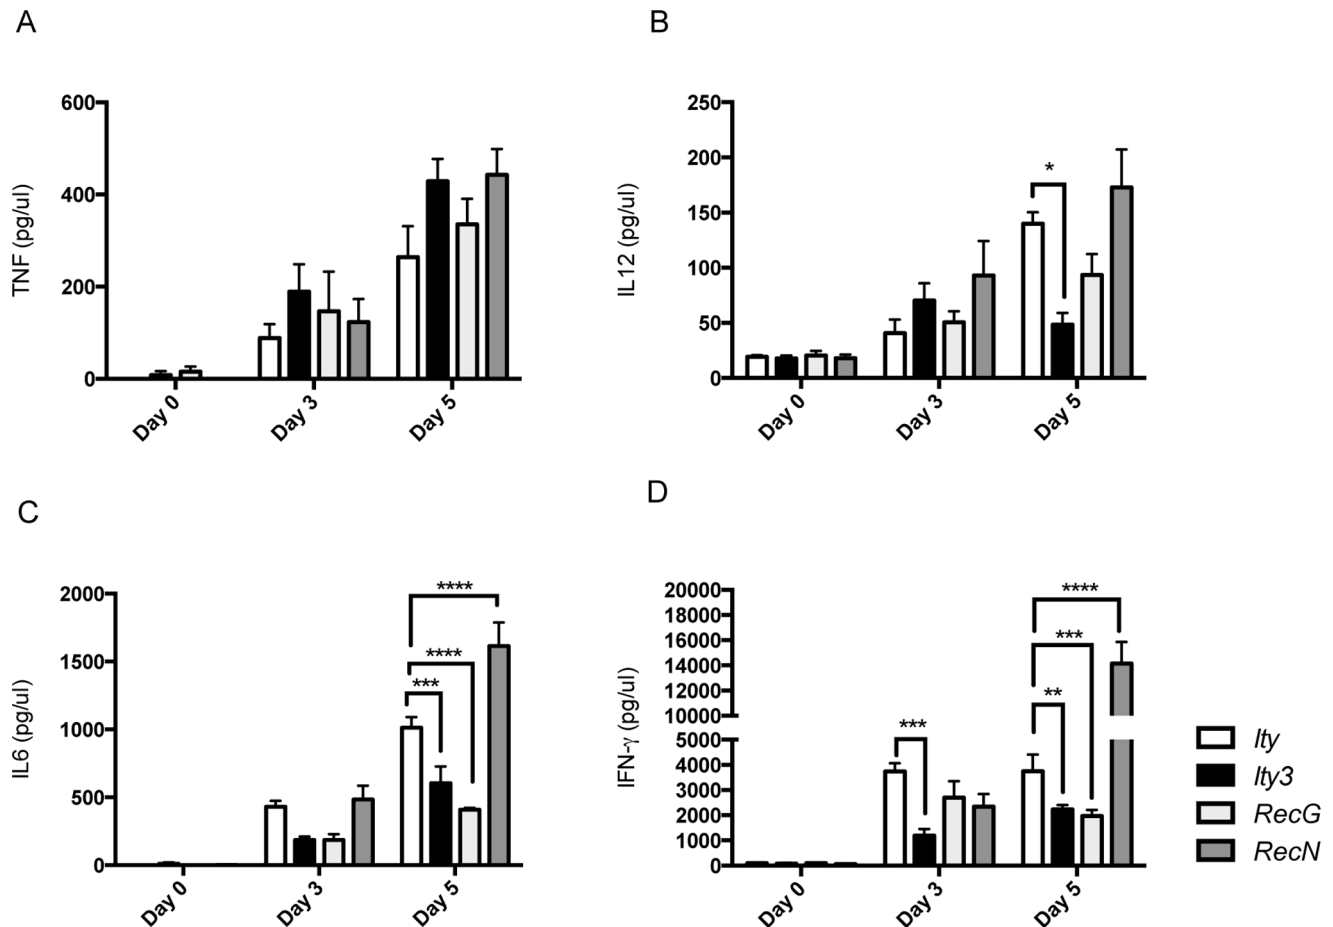 A
TNF (pg/ul)
600
400
200
0
Day 0
Day 3
Day 5
B
IL12 (pg/ul)
250
200
150
100
50
0
*
Day 0
Day 3
Day 5
C
IL6 (pg/ul)
2000
1500
1000
500
0
****
****
***
Day 0
Day 3
Day 5
D
IFN-γ (pg/ul)
20000
18000
16000
14000
12000
10000
5000
4000
3000
2000
1000
0
***
****
***
**
Day 0
Day 3
Day 5
Ity
Ity3
RecG
RecN